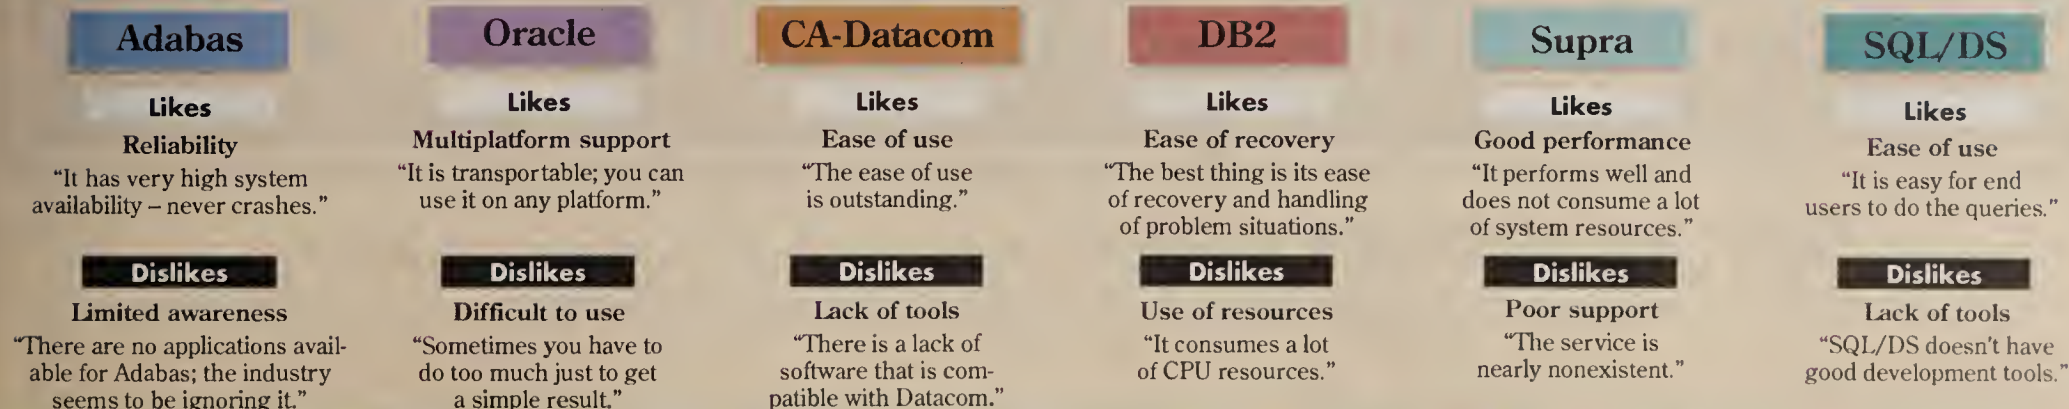 Adabas
Likes
Reliability
“It has very high system
availability – never crashes.”
Dislikes
Limited awareness
“There are no applications avail-
able for Adabas; the industry
seems to be ignoring it.”
Oracle
Likes
Multiplatform support
“It is transportable; you can
use it on any platform.”
Dislikes
Difficult to use
“Sometimes you have to
do too much just to get
a simple result.”
CA-Datacom
Likes
Ease of use
“The ease of use
is outstanding.”
Dislikes
Lack of tools
“There is a lack of
software that is com-
patible with Datacom.”
DB2
Likes
Ease of recovery
“The best thing is its ease
of recovery and handling
of problem situations.”
Dislikes
Use of resources
“It consumes a lot
of CPU resources.”
Supra
Likes
Good performance
“It performs well and
does not consume a lot
of system resources.”
Dislikes
Poor support
“The service is
nearly nonexistent.”
SQL/DS
Likes
Ease of use
“It is easy for end
users to do the queries.”
Dislikes
Lack of tools
“SQL/DS doesn't have
good development tools.”